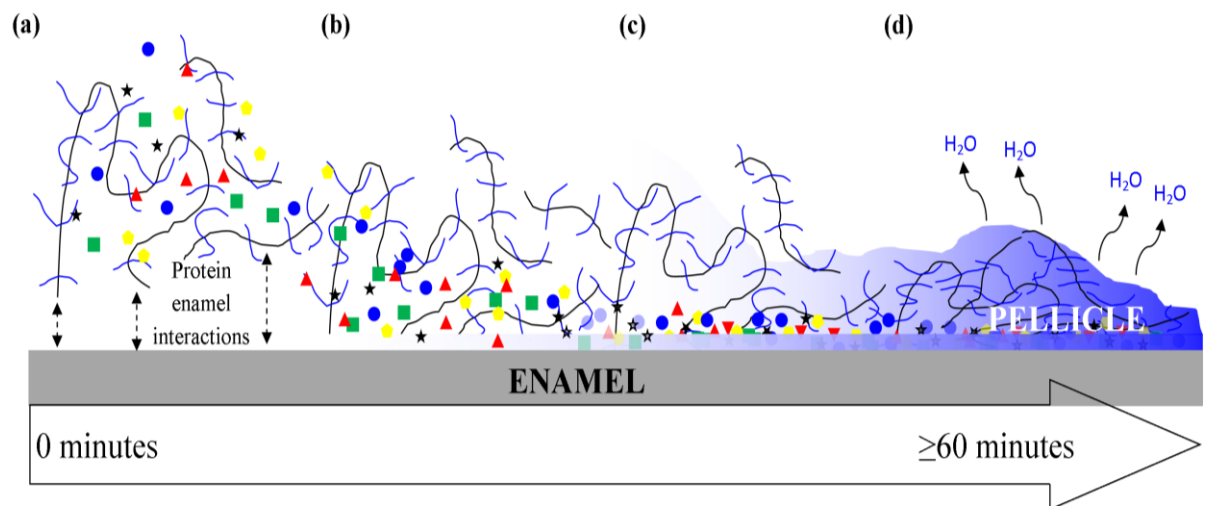 (a)
(b)
(c)
(d)
H₂O
H₂O
H₂O
H₂O
Protein
enamel
interactions
PELLICLE
ENAMEL
0 minutes
≥60 minutes